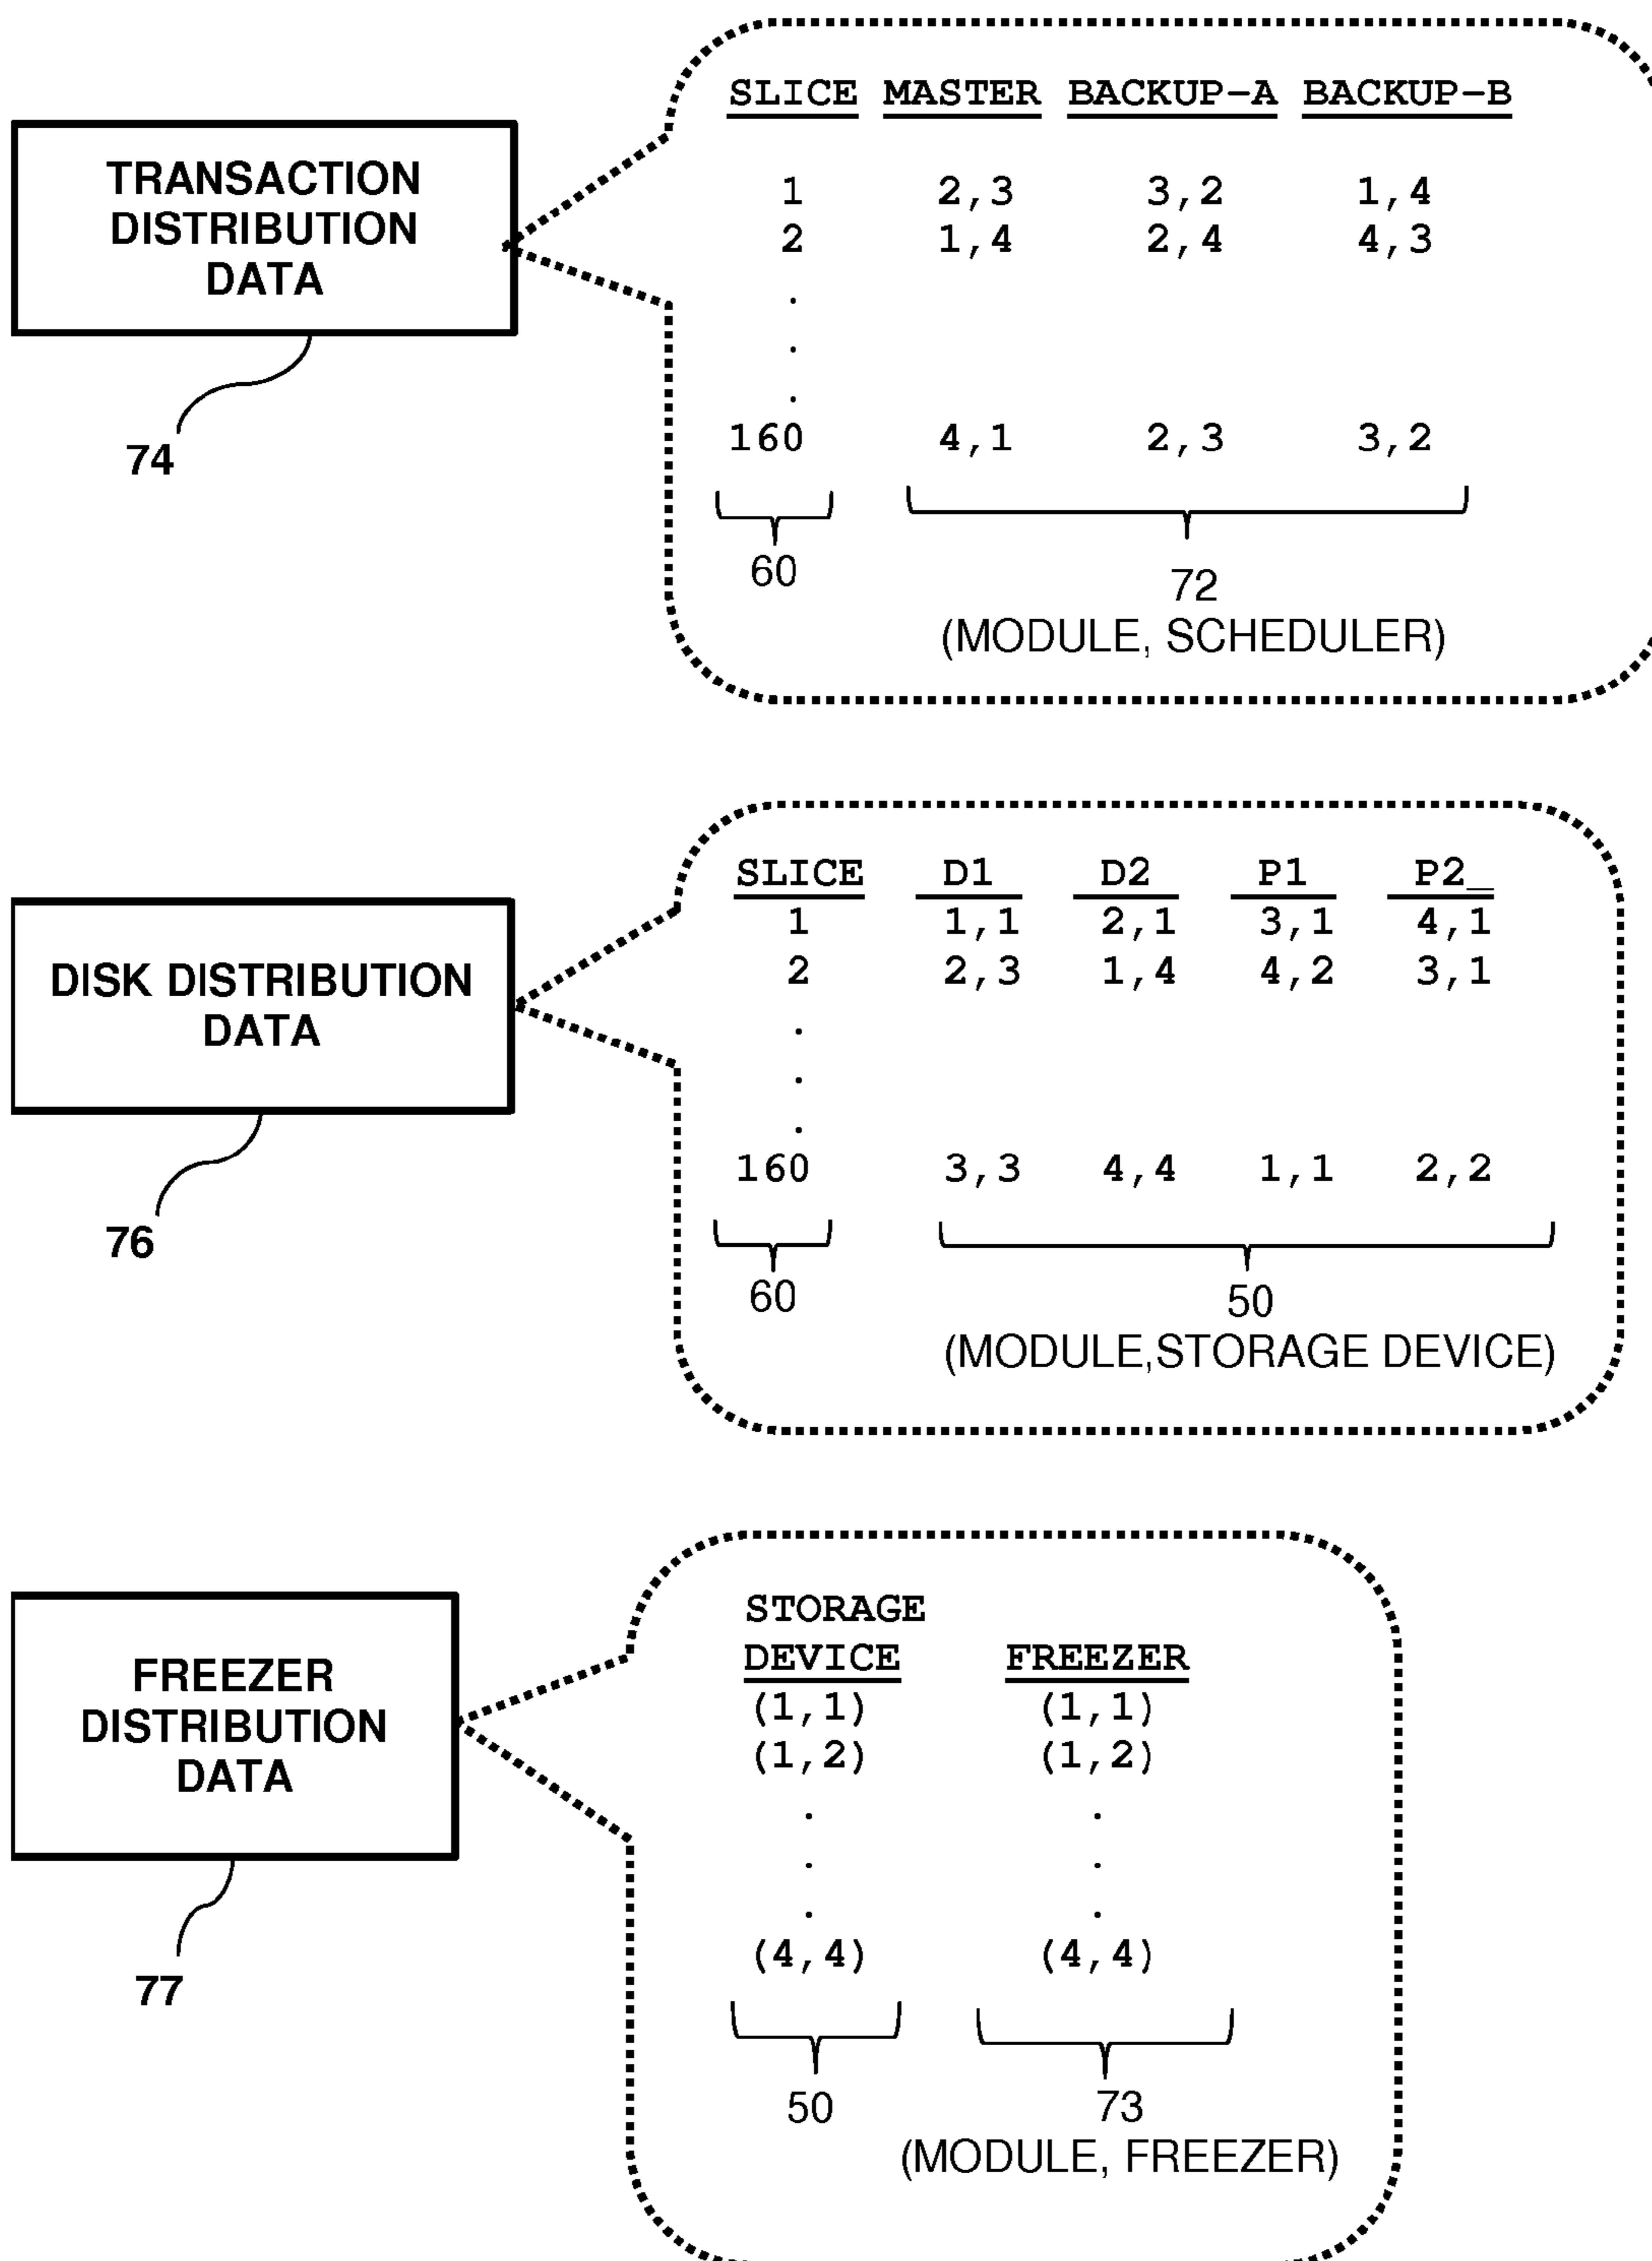 SLICE MASTER BACKUP-A BACKUP-B
TRANSACTION
DISTRIBUTION
DATA
1 2,3 3,2 1,4
2 1,4 2,4 4,3
.
.
.
160 4,1 2,3 3,2
74
60 72
(MODULE, SCHEDULER)
SLICE D1 D2 P1 P2_
1 1,1 2,1 3,1 4,1
2 2,3 1,4 4,2 3,1
DISK DISTRIBUTION
DATA
.
.
.
160 3,3 4,4 1,1 2,2
76
60 50
(MODULE,STORAGE DEVICE)
STORAGE
DEVICE FREEZER
(1,1) (1,1)
(1,2) (1,2)
FREEZER
DISTRIBUTION
DATA
. .
. .
. .
(4,4) (4,4)
77
50 73
(MODULE, FREEZER)